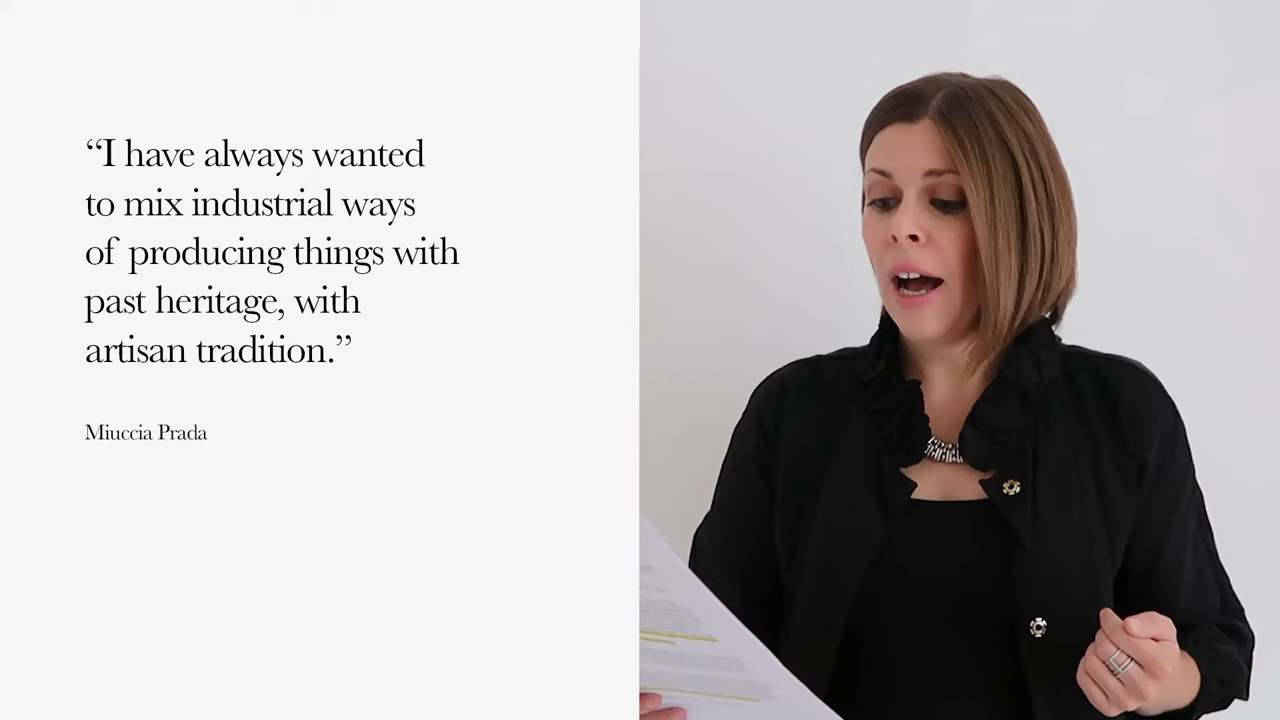 “I have always wanted
to mix industrial ways
of producing things with
past heritage, with
artisan tradition.”
Miuccia Prada